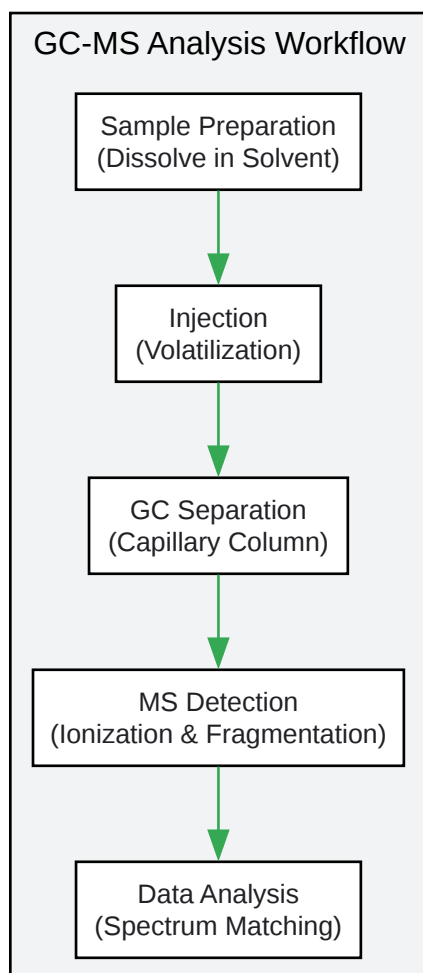 GC-MS Analysis Workflow
Sample Preparation
(Dissolve in Solvent)
Injection
(Volatilization)
GC Separation
(Capillary Column)
MS Detection
(Ionization & Fragmentation)
Data Analysis
(Spectrum Matching)